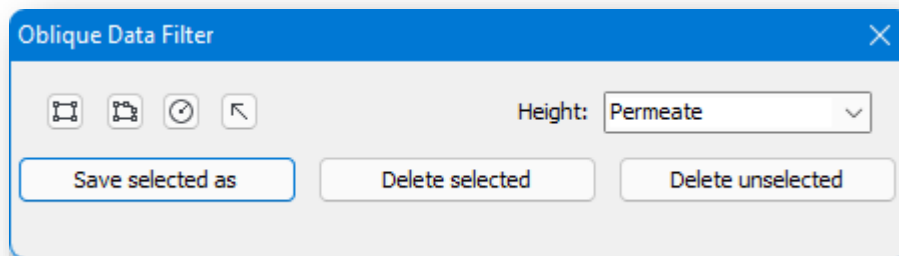 Oblique Data Filter
Height: Permeate
Save selected as Delete selected Delete unselected